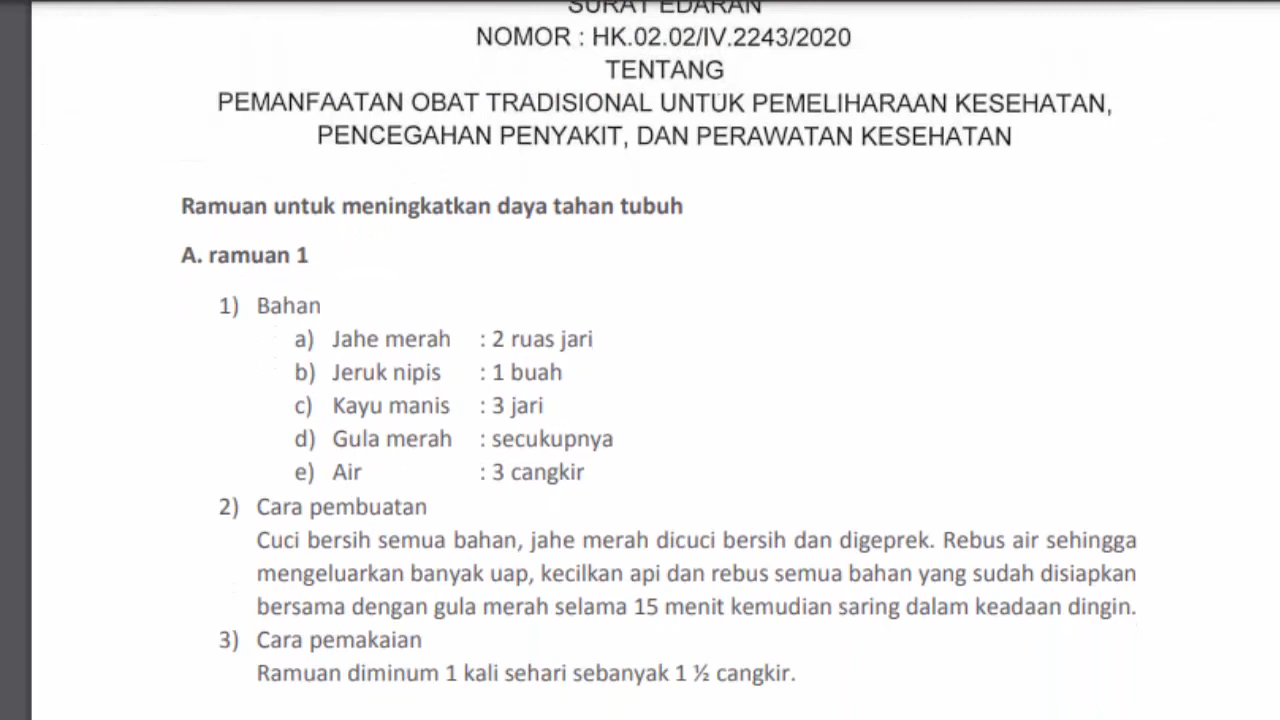 SURAT EDARAN
NOMOR : HK.02.02/IV.2243/2020
TENTANG
PEMANFAATAN OBAT TRADISIONAL UNTUK PEMELIHARAAN KESEHATAN,
PENCEGAHAN PENYAKIT, DAN PERAWATAN KESEHATAN
Ramuan untuk meningkatkan daya tahan tubuh
A. ramuan 1
1) Bahan
a) Jahe merah : 2 ruas jari
b) Jeruk nipis : 1 buah
c) Kayu manis : 3 jari
d) Gula merah : secukupnya
e) Air : 3 cangkir
2) Cara pembuatan
Cuci bersih semua bahan, jahe merah dicuci bersih dan digeprek. Rebus air sehingga
mengeluarkan banyak uap, kecilkan api dan rebus semua bahan yang sudah disiapkan
bersama dengan gula merah selama 15 menit kemudian saring dalam keadaan dingin.
3) Cara pemakaian
Ramuan diminum 1 kali sehari sebanyak 1 ½ cangkir.